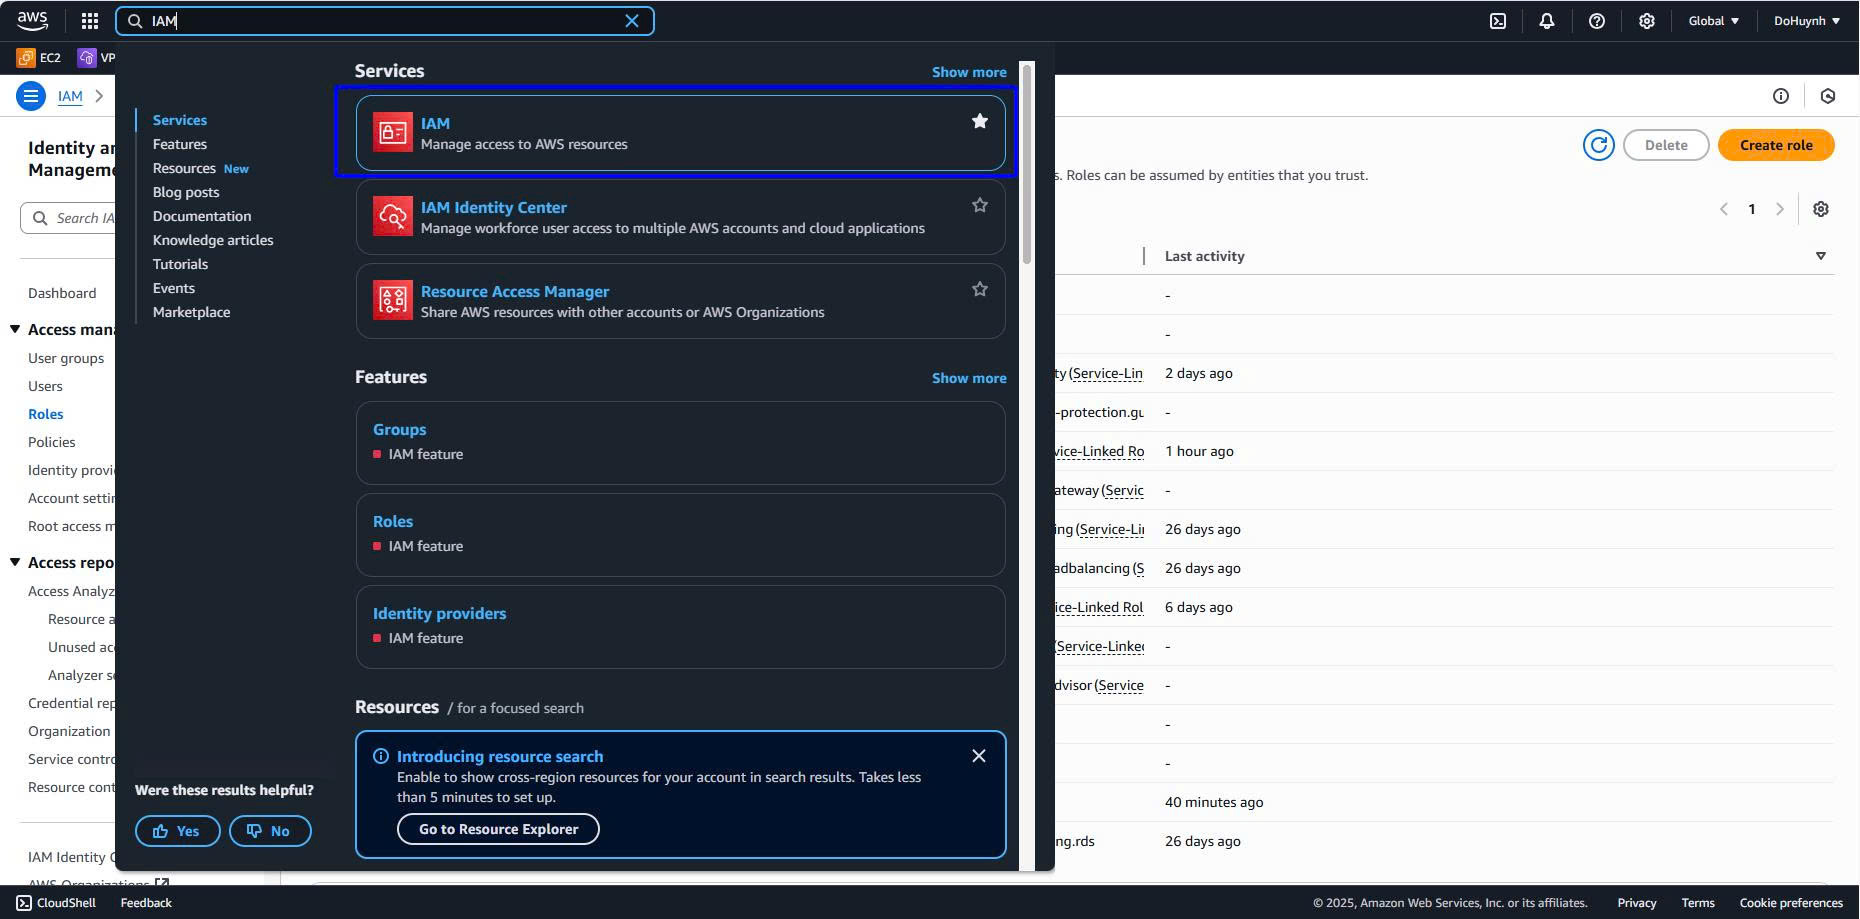 aws
IAM
Global
DoHuynh
EC2
VP
IAM
Identity an
Manageme
Search IA
Dashboard
Access mana
User groups
Users
Roles
Policies
Identity provi
Account settin
Root access m
Access repo
Access Analyz
Resource a
Unused acc
Analyzer se
Credential rep
Organization
Service contro
Resource cont
IAM Identity C
AWS Organizations
Services
Features
Resources New
Blog posts
Documentation
Knowledge articles
Tutorials
Events
Marketplace
Were these results helpful?
Yes
No
Services
Show more
IAM
Manage access to AWS resources
IAM Identity Center
Manage workforce user access to multiple AWS accounts and cloud applications
Resource Access Manager
Share AWS resources with other accounts or AWS Organizations
Features
Show more
Groups
IAM feature
Roles
IAM feature
Identity providers
IAM feature
Resources / for a focused search
Introducing resource search
Enable to show cross-region resources for your account in search results. Takes less
than 5 minutes to set up.
Go to Resource Explorer
Delete
Create role
s. Roles can be assumed by entities that you trust.
1
Last activity
-
-
ty (Service-Lin 2 days ago
-protection.gu -
vice-Linked Ro 1 hour ago
ateway (Servic -
ing (Service-Li 26 days ago
adbalancing (S 26 days ago
ice-Linked Rol 6 days ago
(Service-Linked -
dvisor (Service -
-
-
40 minutes ago
ng.rds 26 days ago
CloudShell
Feedback
© 2025, Amazon Web Services, Inc. or its affiliates.
Privacy
Terms
Cookie preferences